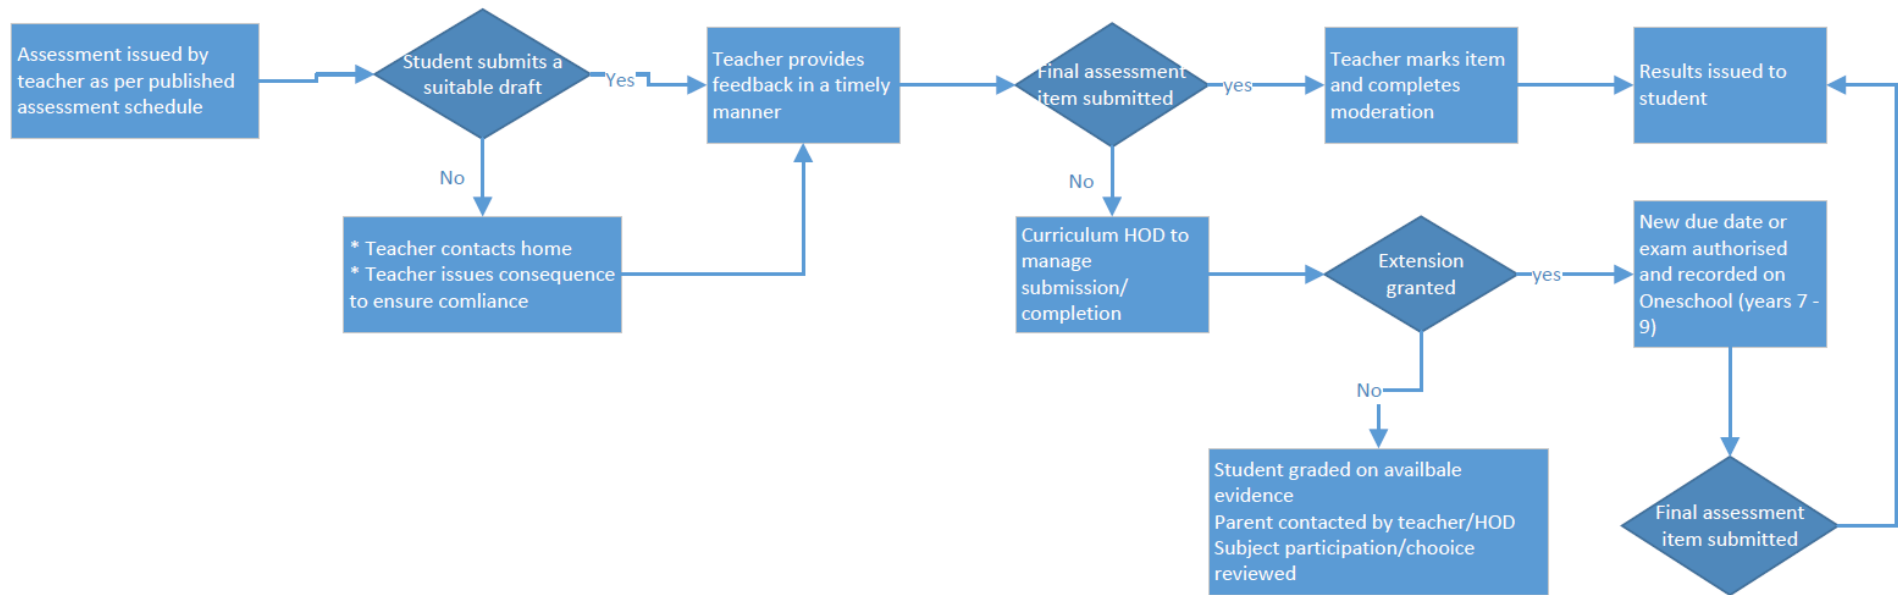 Assessment issued by
teacher as per published
assessment schedule
Student submits a
suitable draft
Yes
Teacher provides
feedback in a timely
manner
Final assessment
item submitted
yes
Teacher marks item
and completes
moderation
Results issued to
student
No
* Teacher contacts home
* Teacher issues consequence
to ensure comliance
No
Curriculum HOD to
manage
submission/
completion
Extension
granted
yes
New due date or
exam authorised
and recorded on
Oneschool (years 7 -
9)
No
Student graded on availbale
evidence
Parent contacted by teacher/HOD
Subject participation/chooice
reviewed
Final assessment
item submitted